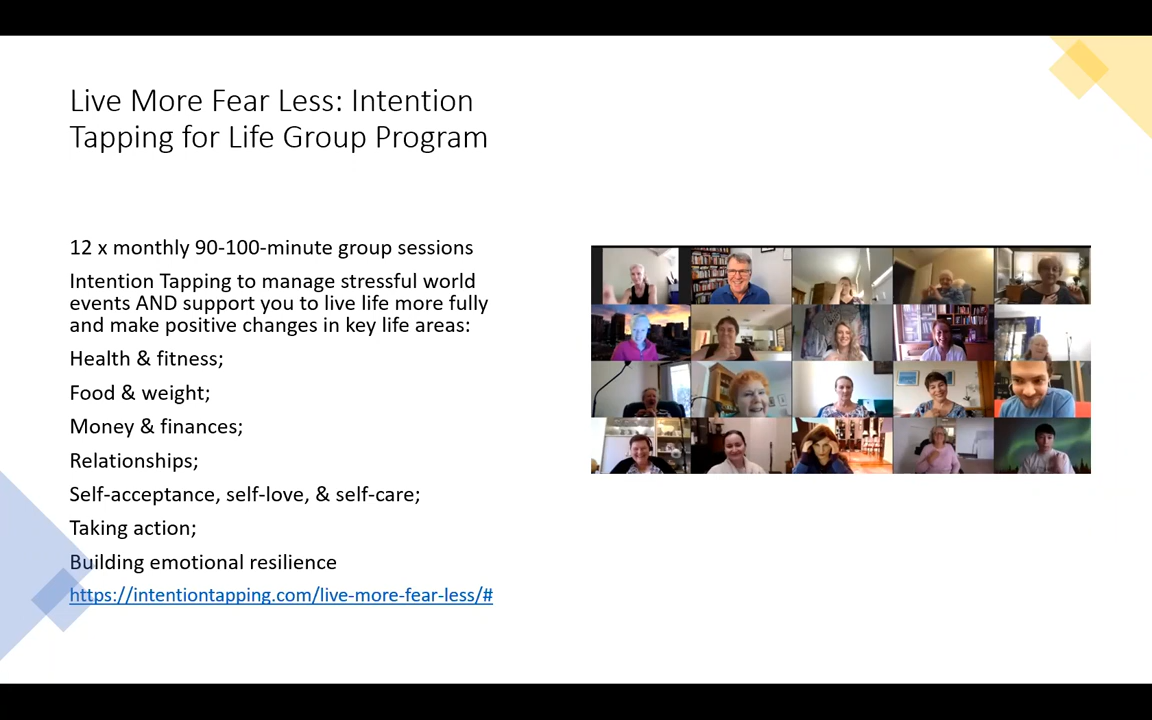 Live More Fear Less: Intention
Tapping for Life Group Program
12 x monthly 90-100-minute group sessions
Intention Tapping to manage stressful world
events AND support you to live life more fully
and make positive changes in key life areas:
Health & fitness;
Food & weight;
Money & finances;
Relationships;
Self-acceptance, self-love, & self-care;
Taking action;
Building emotional resilience
https://intentiontapping.com/live-more-fear-less/#